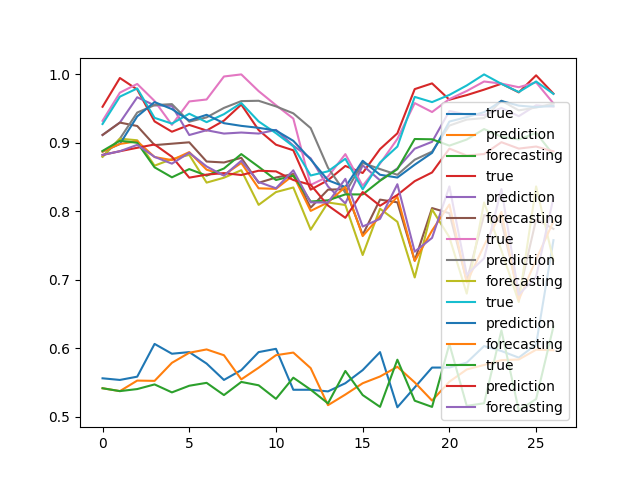 1.0
0.9
0.8
0.7
0.6
0.5
0
5
10
15
20
25
true
prediction
forecasting
true
prediction
forecasting
true
prediction
forecasting
true
prediction
forecasting
true
prediction
forecasting